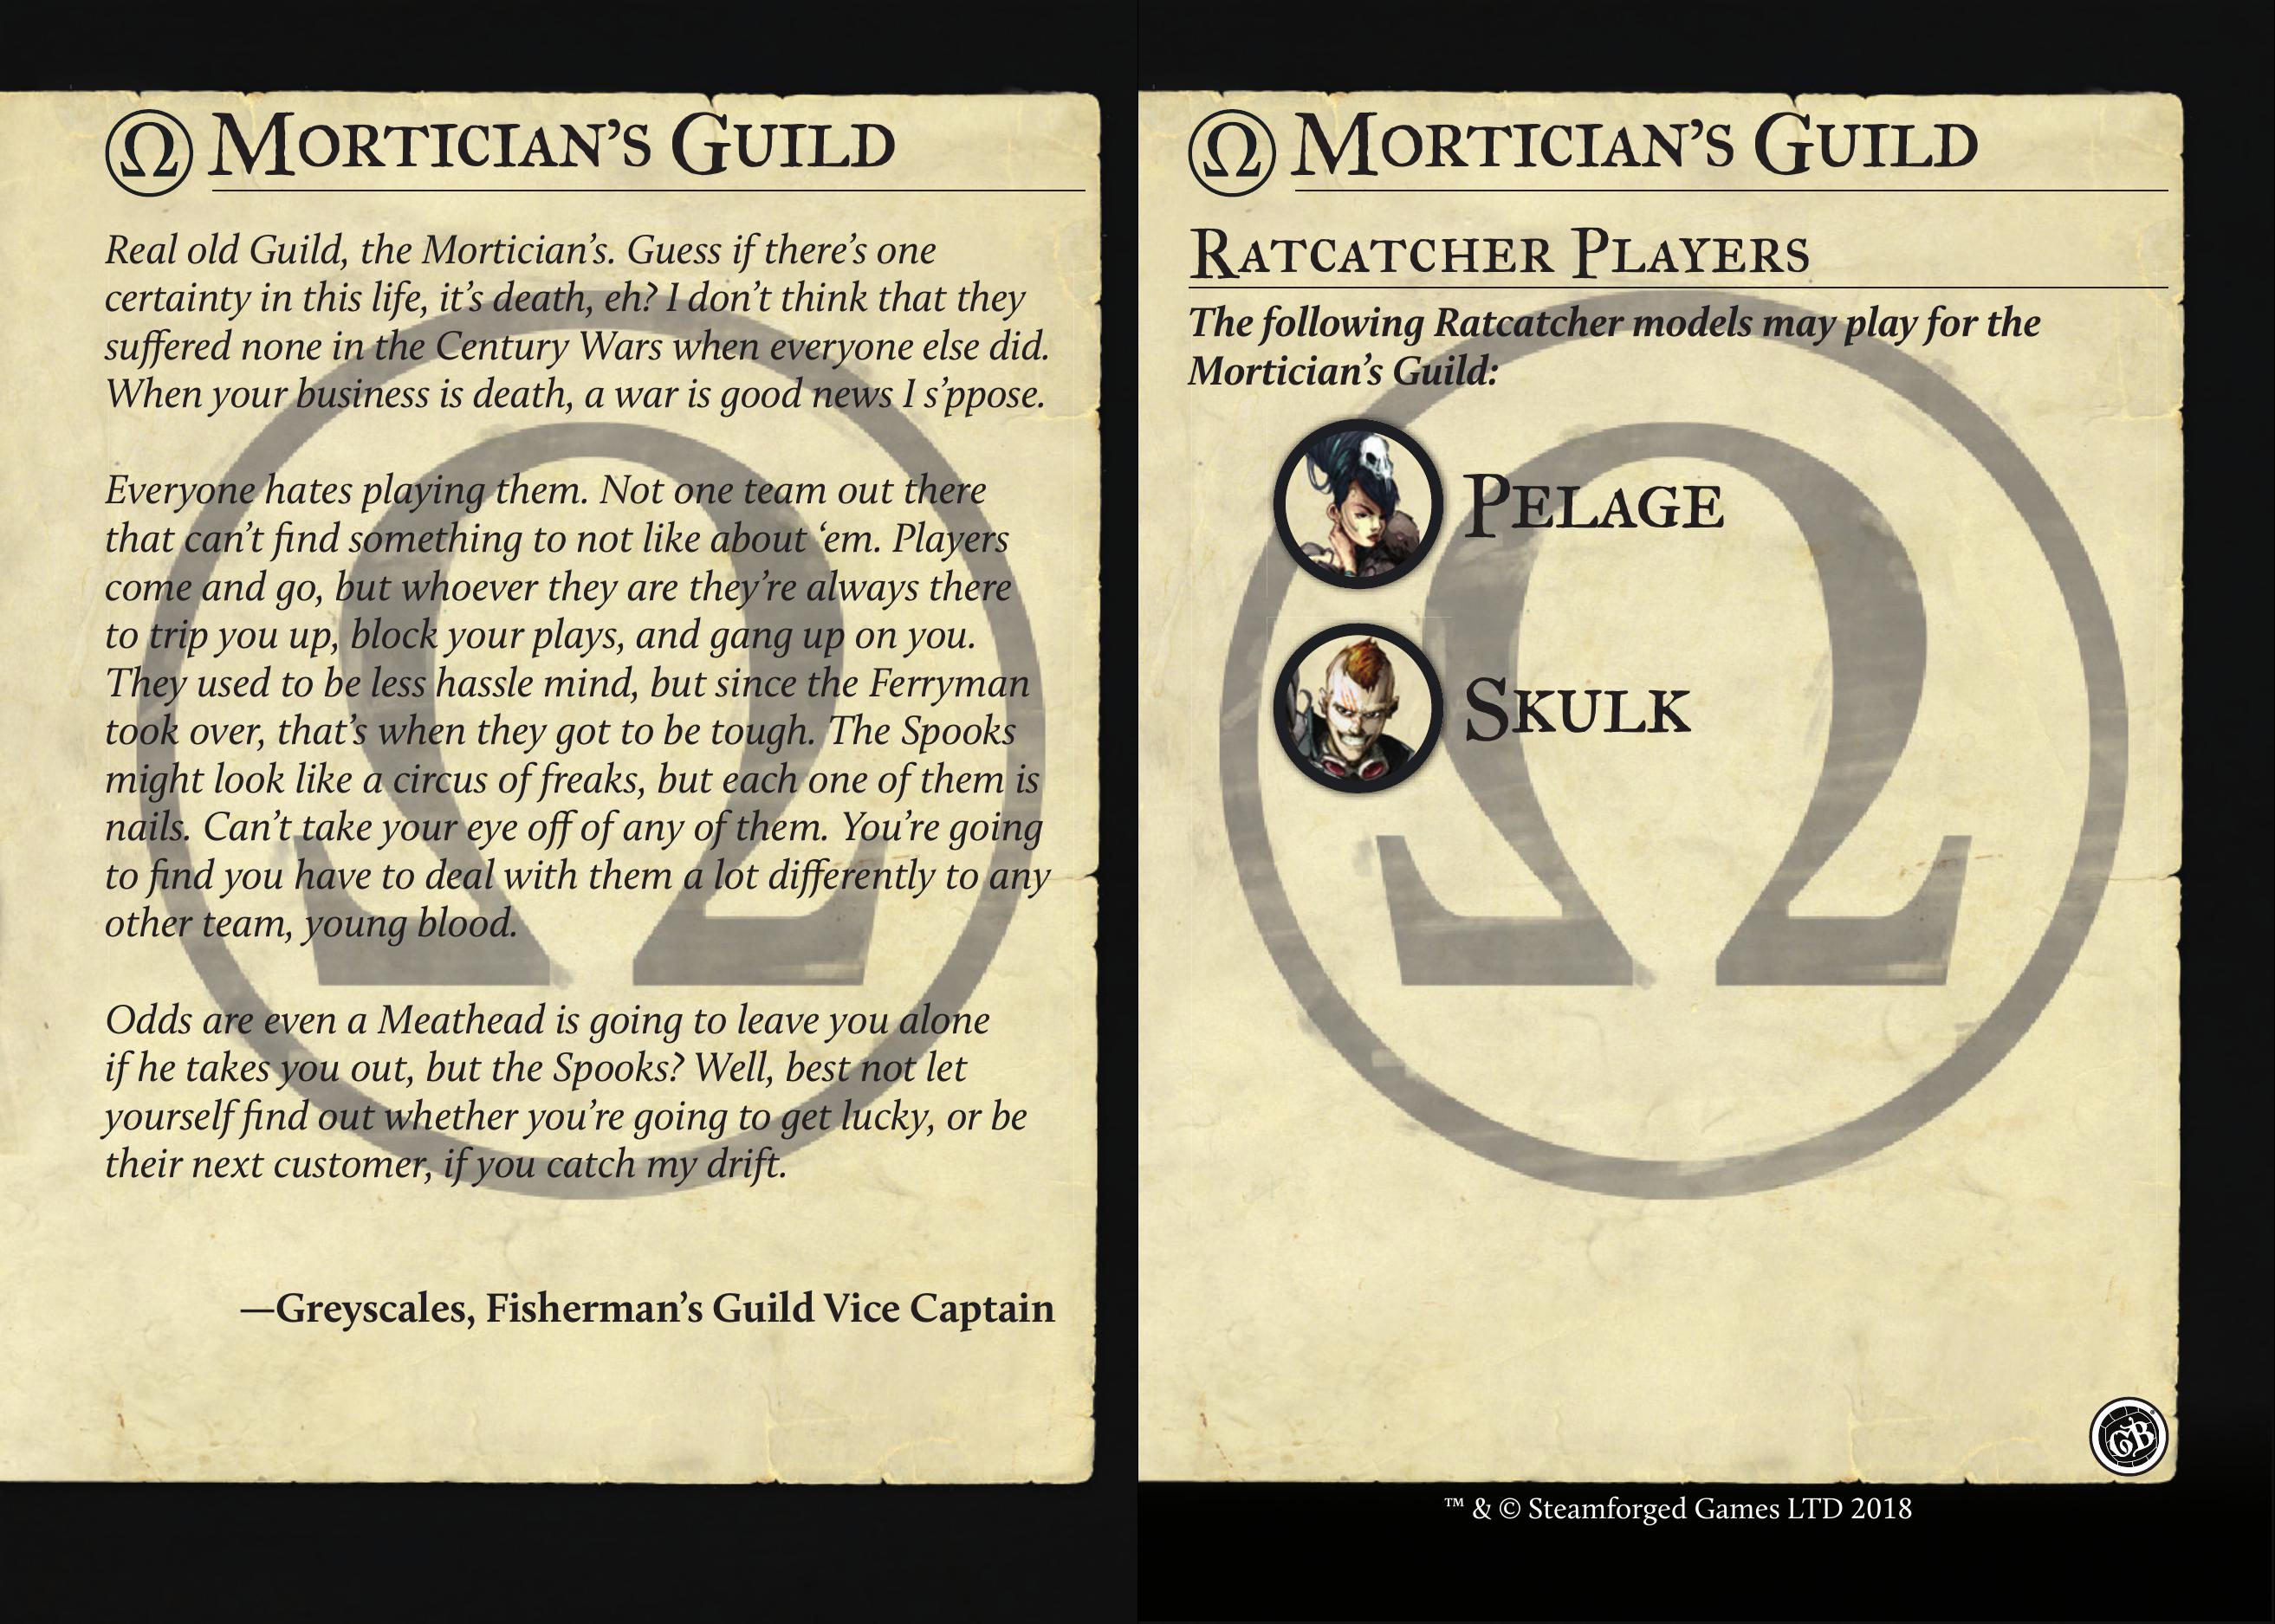 Ω Mortician's Guild
Real old Guild, the Mortician's. Guess if there's one
certainty in this life, it's death, eh? I don't think that they
suffered none in the Century Wars when everyone else did.
When your business is death, a war is good news I s'ppose.
Everyone hates playing them. Not one team out there
that can't find something to not like about ‘em. Players
come and go, but whoever they are they're always there
to trip you up, block your plays, and gang up on you.
They used to be less hassle mind, but since the Ferryman
took over, that's when they got to be tough. The Spooks
might look like a circus of freaks, but each one of them is
nails. Can't take your eye off of any of them. You're going
to find you have to deal with them a lot differently to any
other team, young blood.
Odds are even a Meathead is going to leave you alone
if he takes you out, but the Spooks? Well, best not let
yourself find out whether you're going to get lucky, or be
their next customer, if you catch my drift.
—Greyscales, Fisherman's Guild Vice Captain
Ω Mortician's Guild
Ratcatcher Players
The following Ratcatcher models may play for the
Mortician's Guild:
Pelage
Skulk
GB
™ & © Steamforged Games LTD 2018